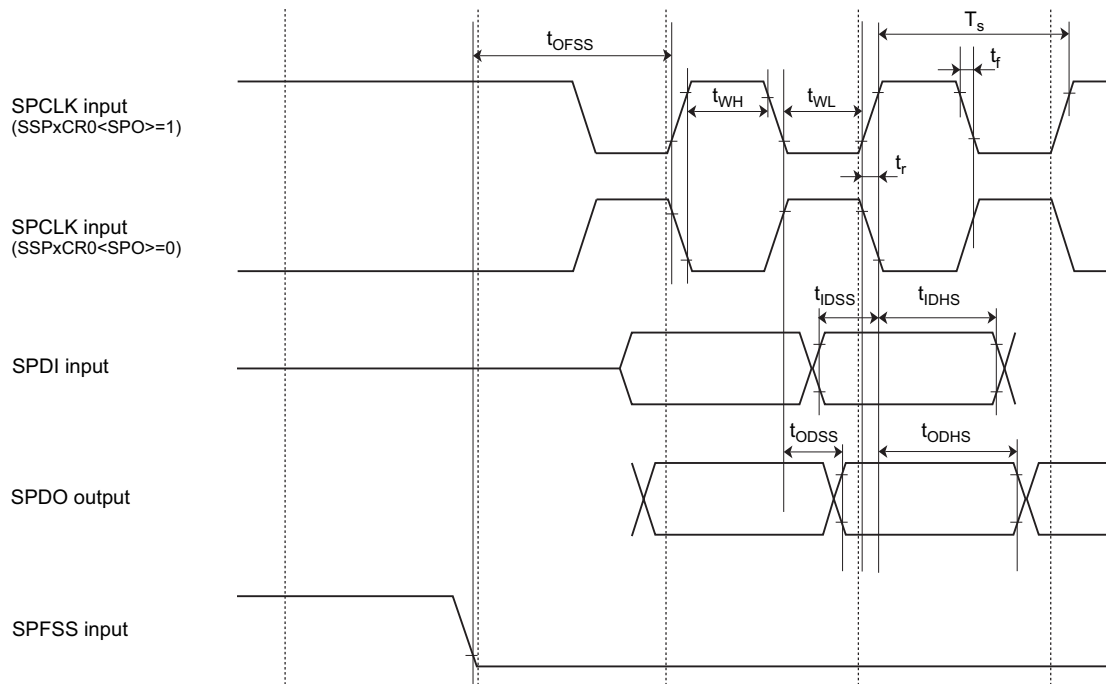 T_s
t_OFSS
t_f
SPCLK input
(SSPxCR0<SPO>=1)
t_WH
t_WL
t_r
SPCLK input
(SSPxCR0<SPO>=0)
t_IDSS
t_IDHS
SPDI input
t_ODSS
t_ODHS
SPDO output
SPFSS input